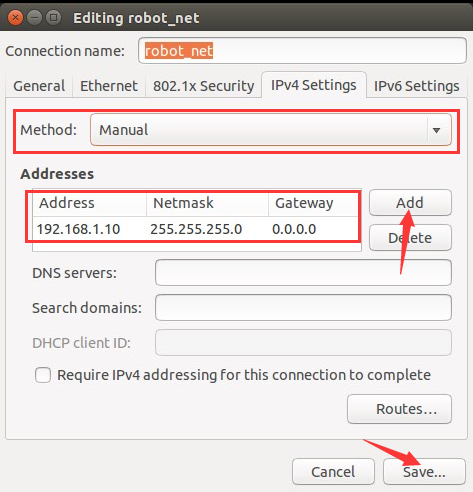 Editing robot_net
Connection name: robot_net
General Ethernet 802.1x Security IPv4 Settings IPv6 Settings
Method: Manual
Addresses
Address Netmask Gateway Add
192.168.1.10 255.255.255.0 0.0.0.0
Delete
DNS servers:
Search domains:
DHCP client ID:
Require IPv4 addressing for this connection to complete
Routes...
Cancel Save...